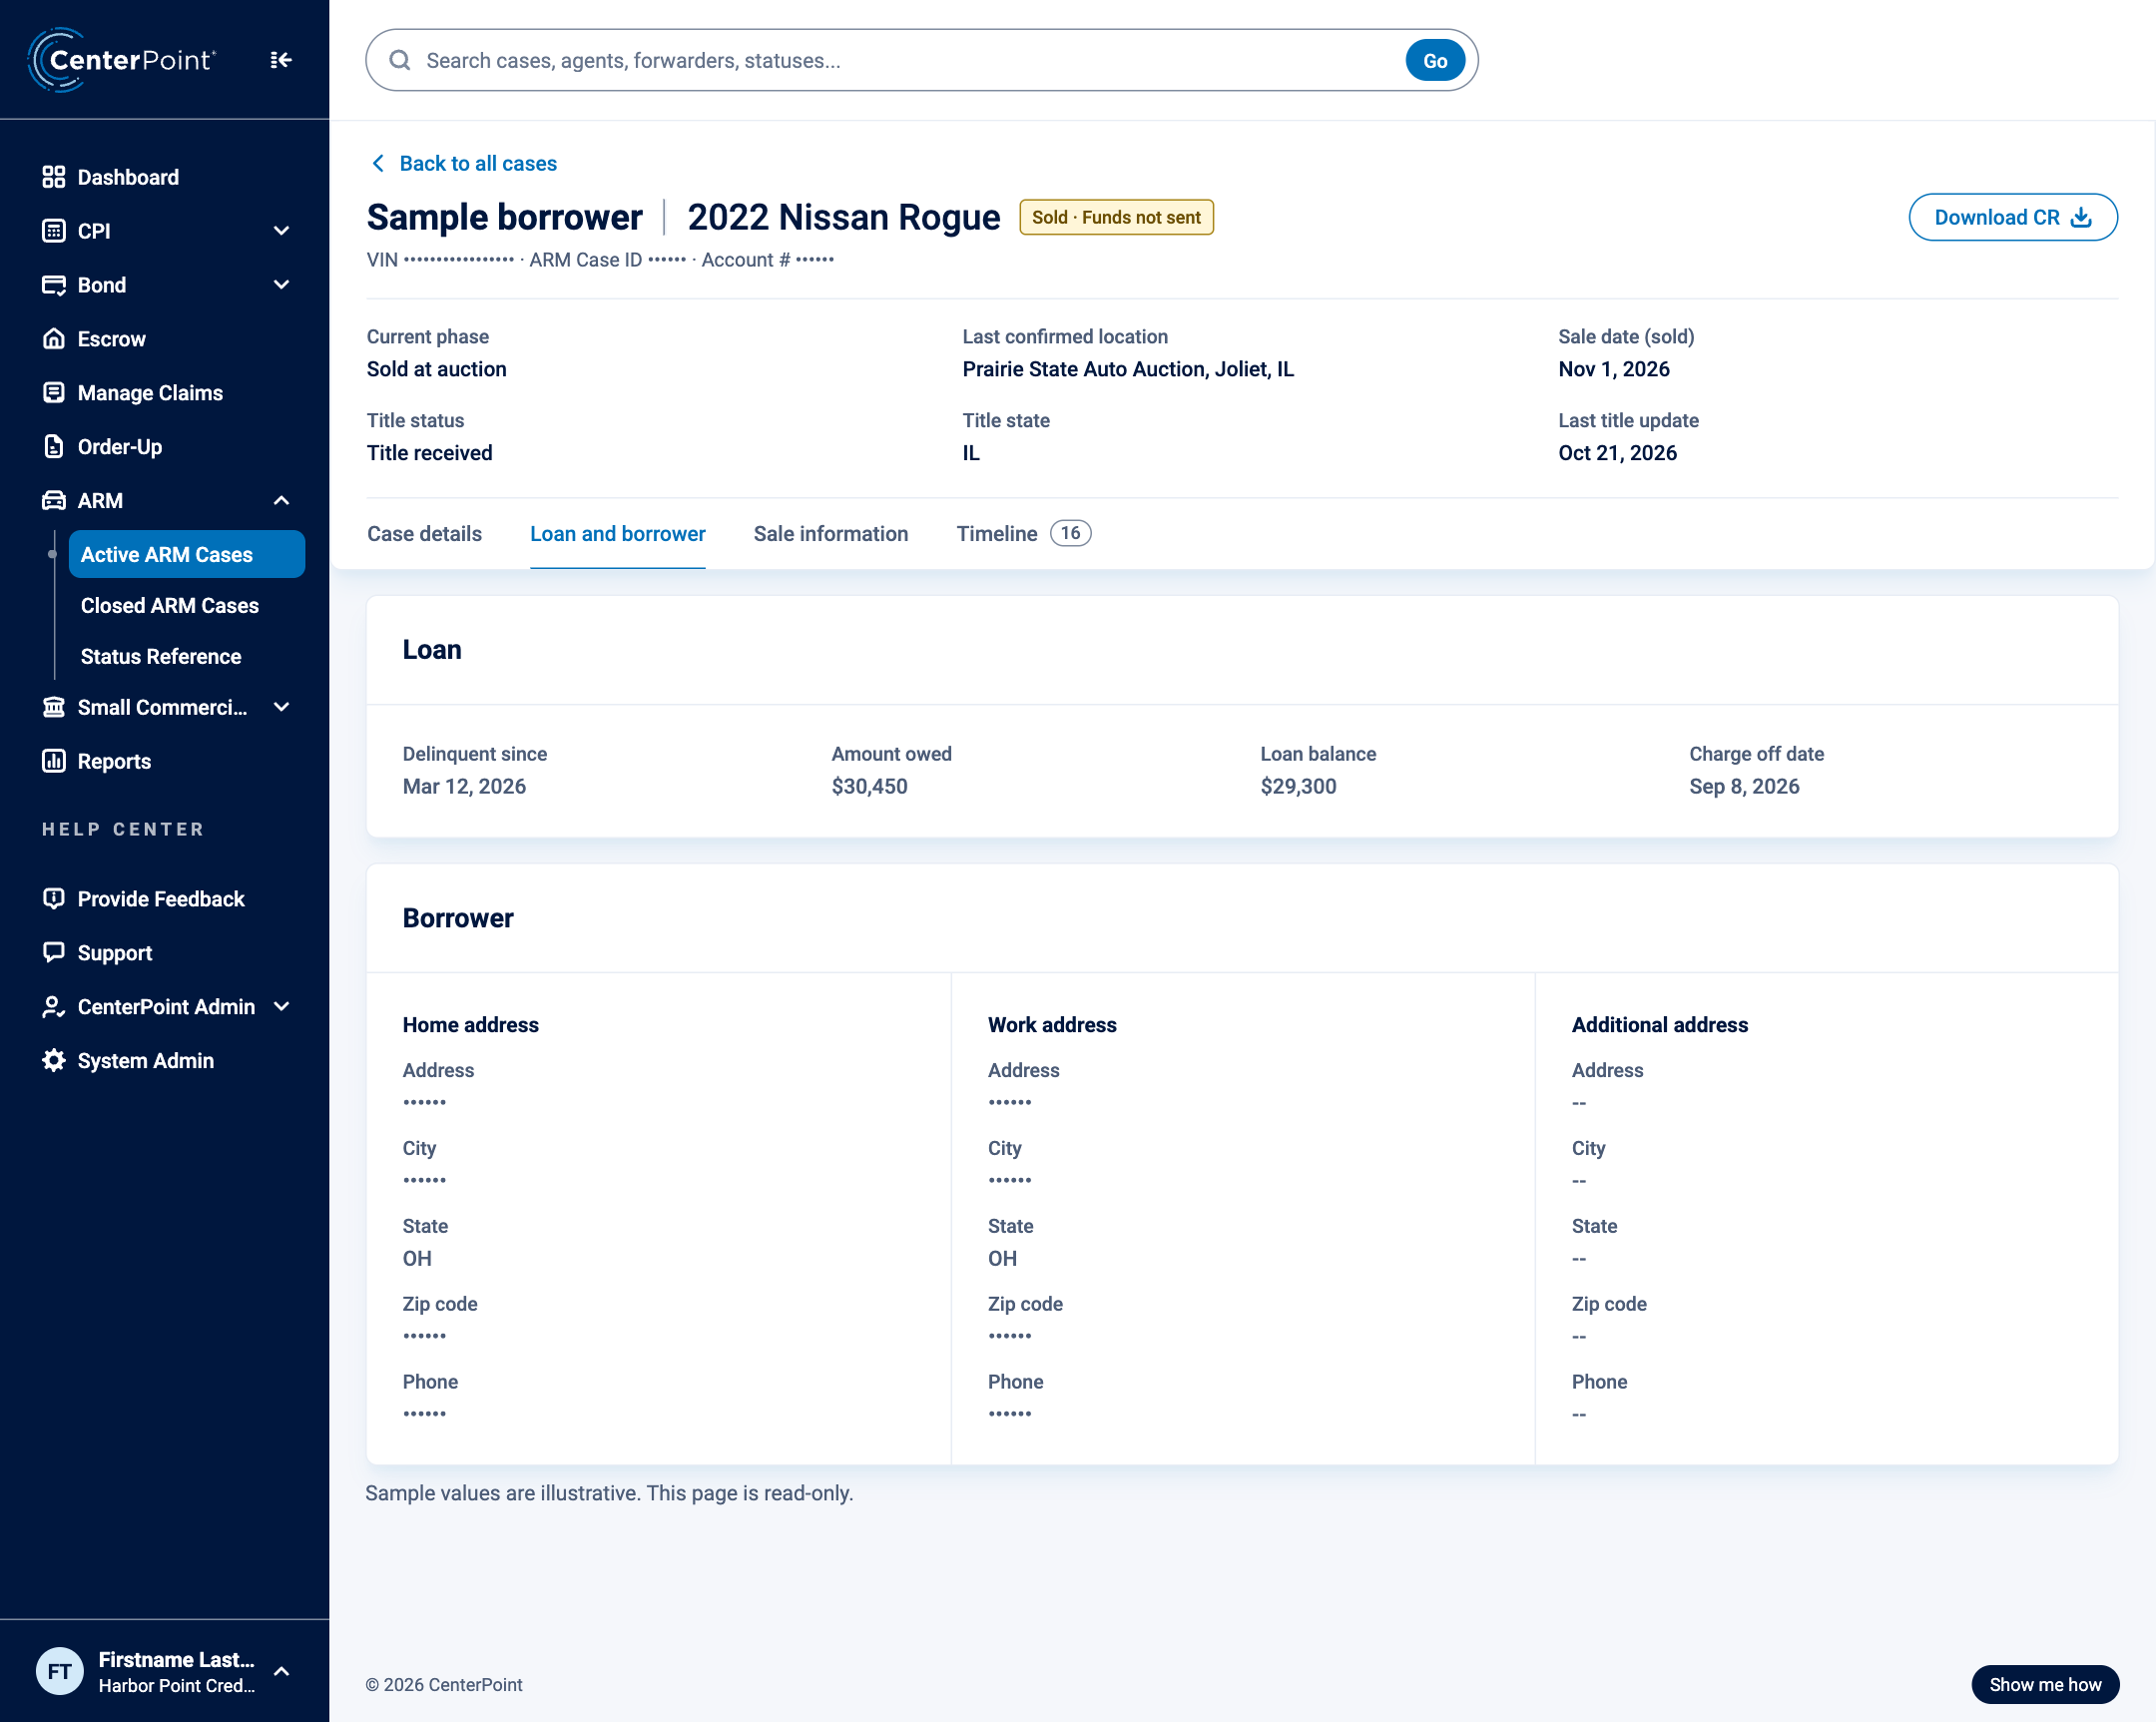 CenterPoint
Search cases, agents, forwarders, statuses...
Go
Dashboard
CPI
Bond
Escrow
Manage Claims
Order-Up
ARM
Active ARM Cases
Closed ARM Cases
Status Reference
Small Commerci...
Reports
HELP CENTER
Provide Feedback
Support
CenterPoint Admin
System Admin
FT
Firstname Last...
Harbor Point Cred...
Back to all cases
Sample borrower | 2022 Nissan Rogue
Sold · Funds not sent
Download CR
VIN ••••••••••••••••• · ARM Case ID •••••• · Account # ••••••
Current phase
Sold at auction
Last confirmed location
Prairie State Auto Auction, Joliet, IL
Sale date (sold)
Nov 1, 2026
Title status
Title received
Title state
IL
Last title update
Oct 21, 2026
Case details
Loan and borrower
Sale information
Timeline 16
Loan
Delinquent since
Mar 12, 2026
Amount owed
$30,450
Loan balance
$29,300
Charge off date
Sep 8, 2026
Borrower
Home address
Address
••••••
City
••••••
State
OH
Zip code
••••••
Phone
••••••
Work address
Address
••••••
City
••••••
State
OH
Zip code
••••••
Phone
••••••
Additional address
Address
--
City
--
State
--
Zip code
--
Phone
--
Sample values are illustrative. This page is read-only.
© 2026 CenterPoint
Show me how